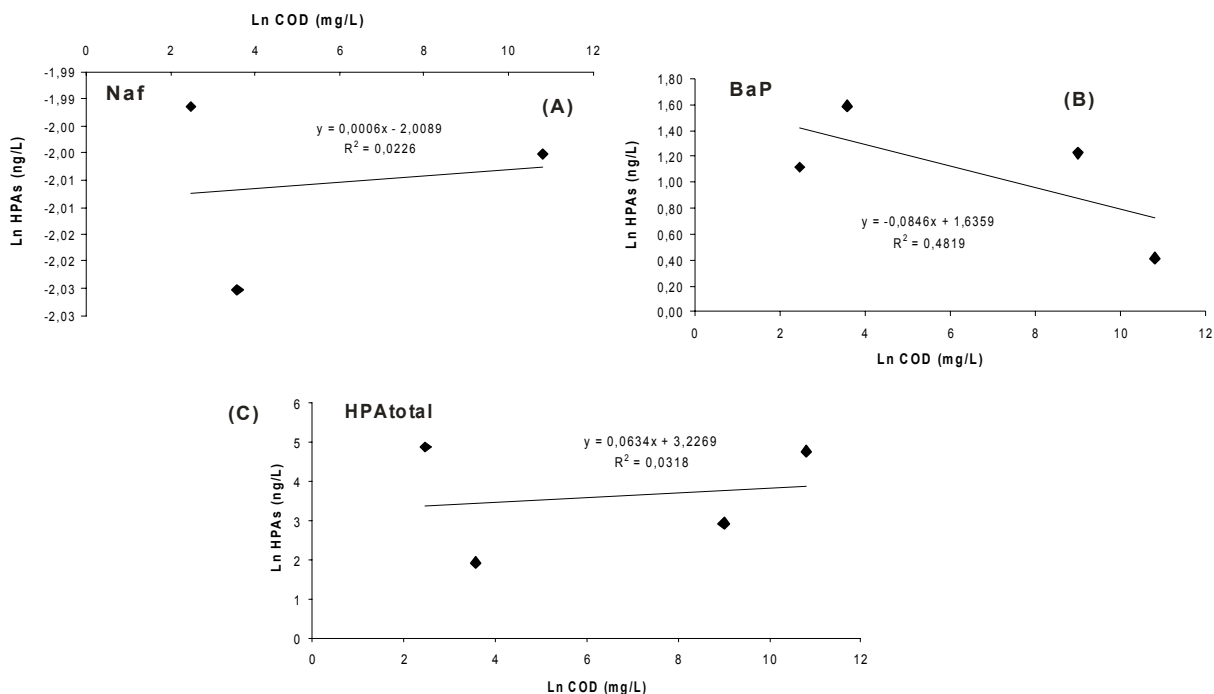 Ln COD (mg/L)
0 2 4 6 8 10 12
-1,99
-1,99
-2,00
-2,00
-2,01
-2,01
-2,02
-2,02
-2,03
-2,03
Ln HPAs (ng/L)
Naf
(A)
y = 0,0006x - 2,0089
R² = 0,0226
BaP
(B)
1,80
1,60
1,40
1,20
1,00
0,80
0,60
0,40
0,20
0,00
Ln HPAs (ng/L)
y = -0,0846x + 1,6359
R² = 0,4819
0 2 4 6 8 10 12
Ln COD (mg/L)
(C)
HPAtotal
6
5
4
3
2
1
0
Ln HPAs (ng/L)
y = 0,0634x + 3,2269
R² = 0,0318
0 2 4 6 8 10 12
Ln COD (mg/L)